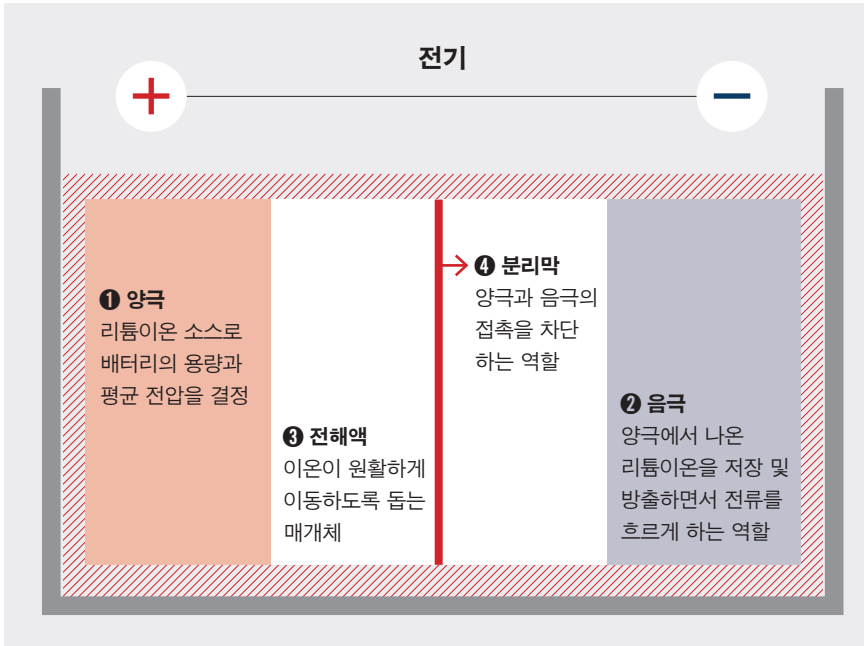 전기
+
−
❶ 양극
리튬이온 소스로
배터리의 용량과
평균 전압을 결정
❸ 전해액
이온이 원활하게
이동하도록 돕는
매개체
❹ 분리막
양극과 음극의
접촉을 차단
하는 역할
❷ 음극
양극에서 나온
리튬이온을 저장 및
방출하면서 전류를
흐르게 하는 역할